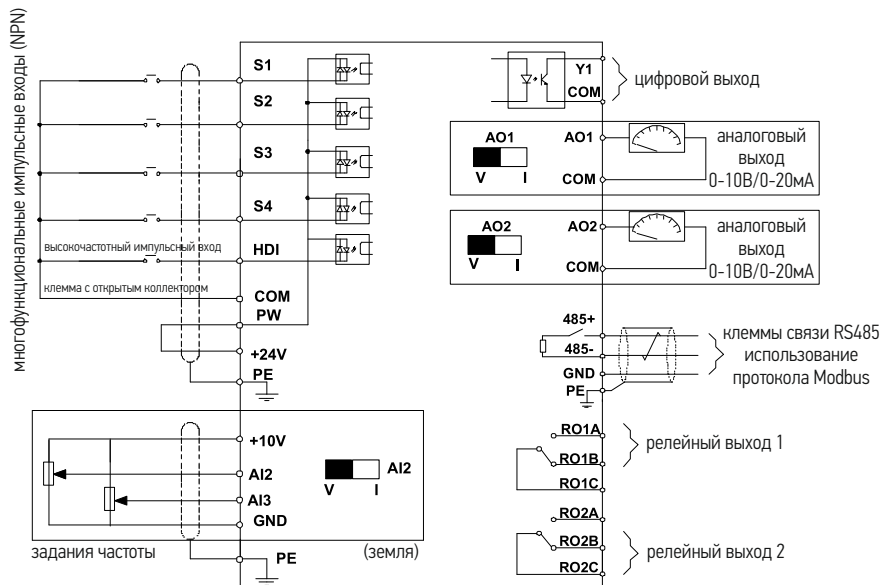 многофункциональные импульсные входы (NPN)
S1
S2
S3
S4
высокочастотный импульсный вход
HDI
клемма с открытым коллектором
COM
PW
+24V
PE
+10V
AI2
AI3
GND
V I
AI2
задания частоты
PE
(земля)
Y1
COM
цифровой выход
AO1
V I
AO1
COM
аналоговый
выход
0-10В/0-20мА
AO2
V I
AO2
COM
аналоговый
выход
0-10В/0-20мА
485+
485-
GND
PE
клеммы связи RS485
использование
протокола Modbus
RO1A
RO1B
RO1C
релейный выход 1
RO2A
RO2B
RO2C
релейный выход 2